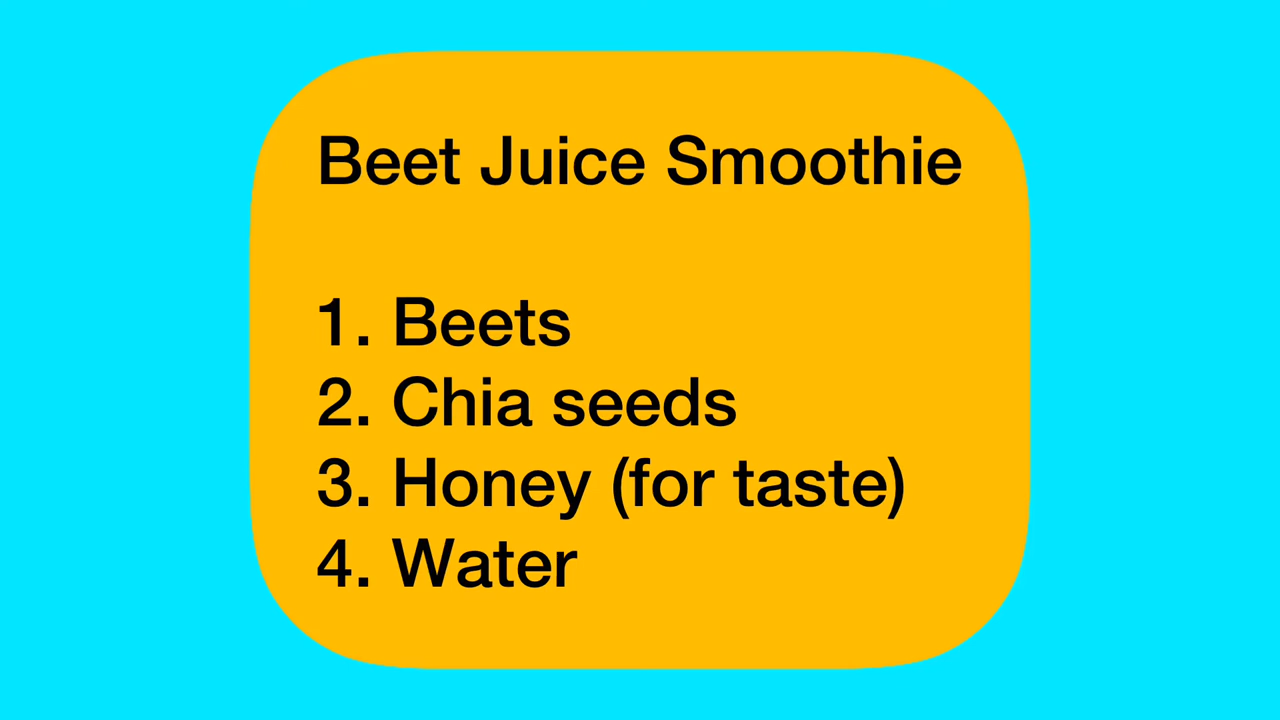 Beet Juice Smoothie
1. Beets
2. Chia seeds
3. Honey (for taste)
4. Water